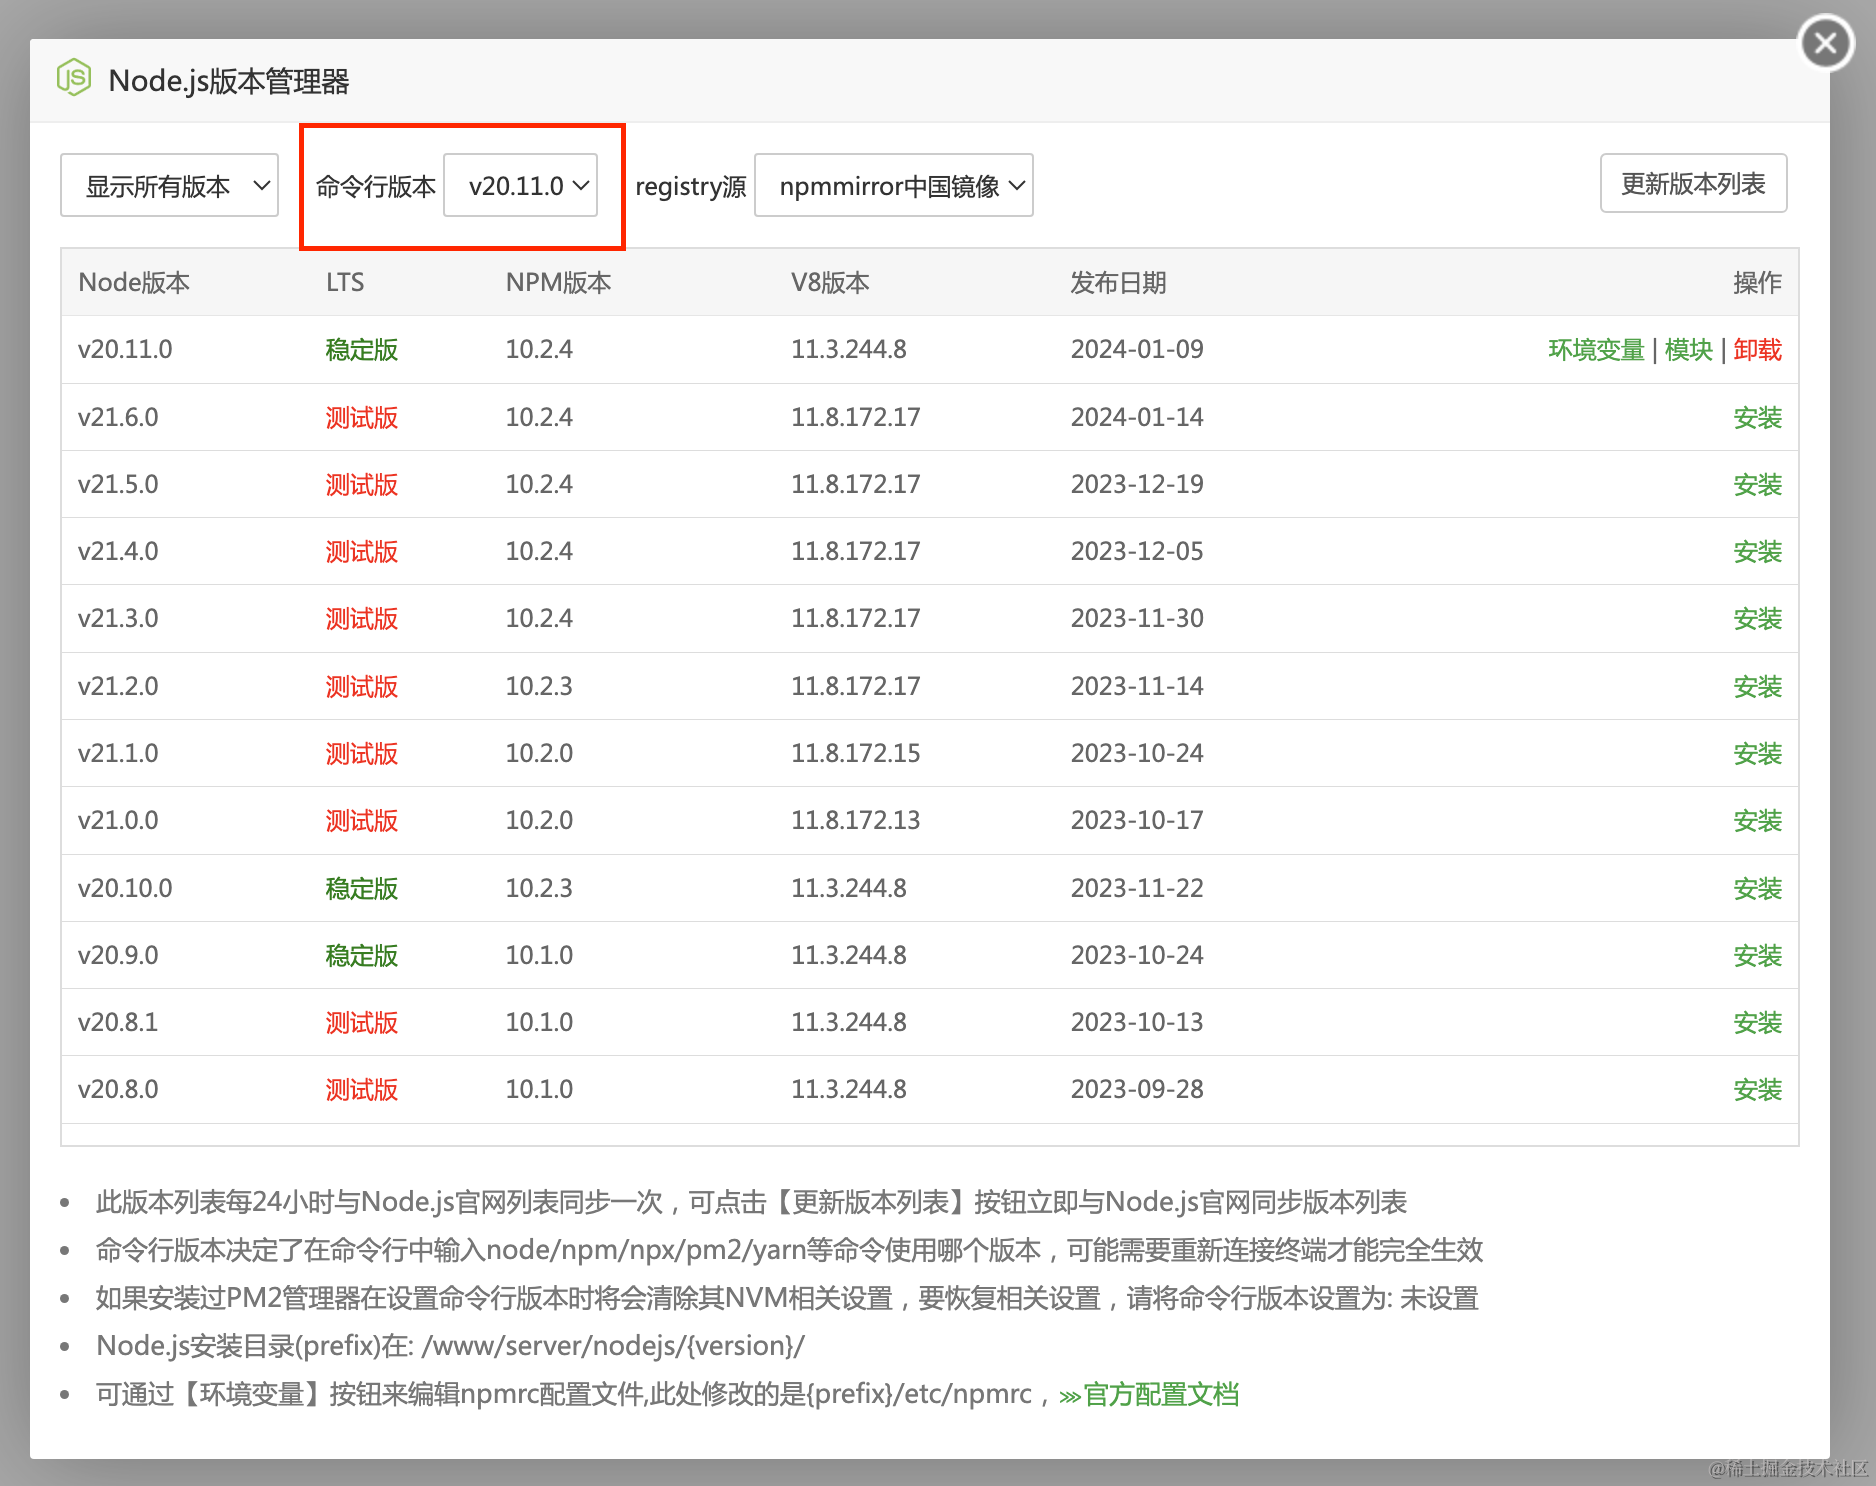 Node.js版本管理器
显示所有版本 命令行版本 v20.11.0 registry源 npmmirror中国镜像 更新版本列表
Node版本 LTS NPM版本 V8版本 发布日期 操作
v20.11.0 稳定版 10.2.4 11.3.244.8 2024-01-09 环境变量 | 模块 | 卸载
v21.6.0 测试版 10.2.4 11.8.172.17 2024-01-14 安装
v21.5.0 测试版 10.2.4 11.8.172.17 2023-12-19 安装
v21.4.0 测试版 10.2.4 11.8.172.17 2023-12-05 安装
v21.3.0 测试版 10.2.4 11.8.172.17 2023-11-30 安装
v21.2.0 测试版 10.2.3 11.8.172.17 2023-11-14 安装
v21.1.0 测试版 10.2.0 11.8.172.15 2023-10-24 安装
v21.0.0 测试版 10.2.0 11.8.172.13 2023-10-17 安装
v20.10.0 稳定版 10.2.3 11.3.244.8 2023-11-22 安装
v20.9.0 稳定版 10.1.0 11.3.244.8 2023-10-24 安装
v20.8.1 测试版 10.1.0 11.3.244.8 2023-10-13 安装
v20.8.0 测试版 10.1.0 11.3.244.8 2023-09-28 安装
• 此版本列表每24小时与Node.js官网列表同步一次，可点击【更新版本列表】按钮立即与Node.js官网同步版本列表
• 命令行版本决定了在命令行中输入node/npm/npx/pm2/yarn等命令使用哪个版本，可能需要重新连接终端才能完全生效
• 如果安装过PM2管理器在设置命令行版本时将会清除其NVM相关设置，要恢复相关设置，请将命令行版本设置为: 未设置
• Node.js安装目录(prefix)在: /www/server/nodejs/{version}/
• 可通过【环境变量】按钮来编辑npmrc配置文件,此处修改的是{prefix}/etc/npmrc，>>>官方配置文档
@稀土掘金技术社区